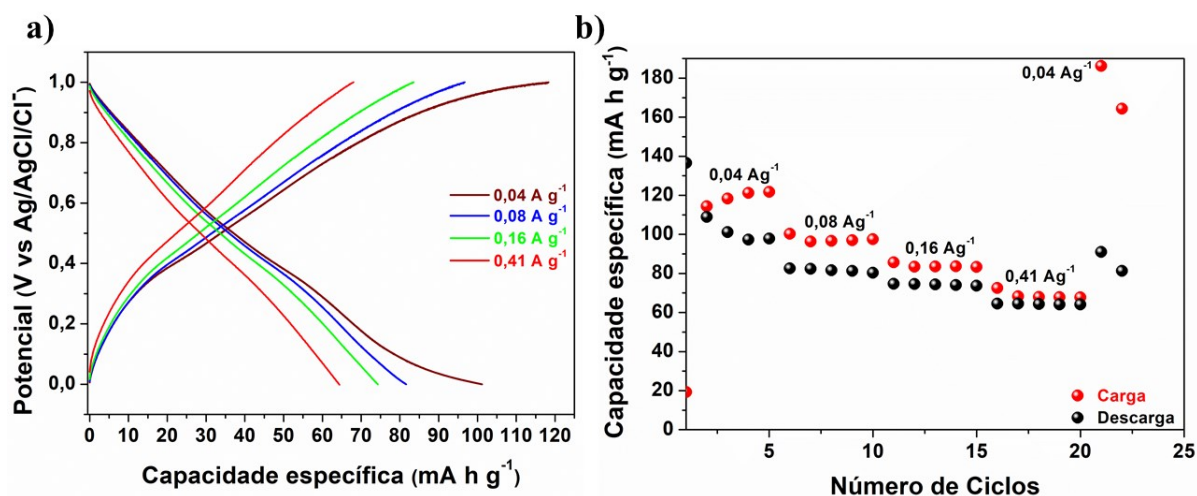 a)
Potencial (V vs Ag/AgCl/Cl⁻)
1,0
0,8
0,6
0,4
0,2
0,0
0,04 A g⁻¹
0,08 A g⁻¹
0,16 A g⁻¹
0,41 A g⁻¹
0 10 20 30 40 50 60 70 80 90 100 110 120
Capacidade específica (mA h g⁻¹)
b)
Capacidade específica (mA h g⁻¹)
180
160
140
120
100
80
60
40
20
0
0,04 Ag⁻¹
0,08 Ag⁻¹
0,16 Ag⁻¹
0,41 Ag⁻¹
0,04 Ag⁻¹
Carga
Descarga
5 10 15 20 25
Número de Ciclos